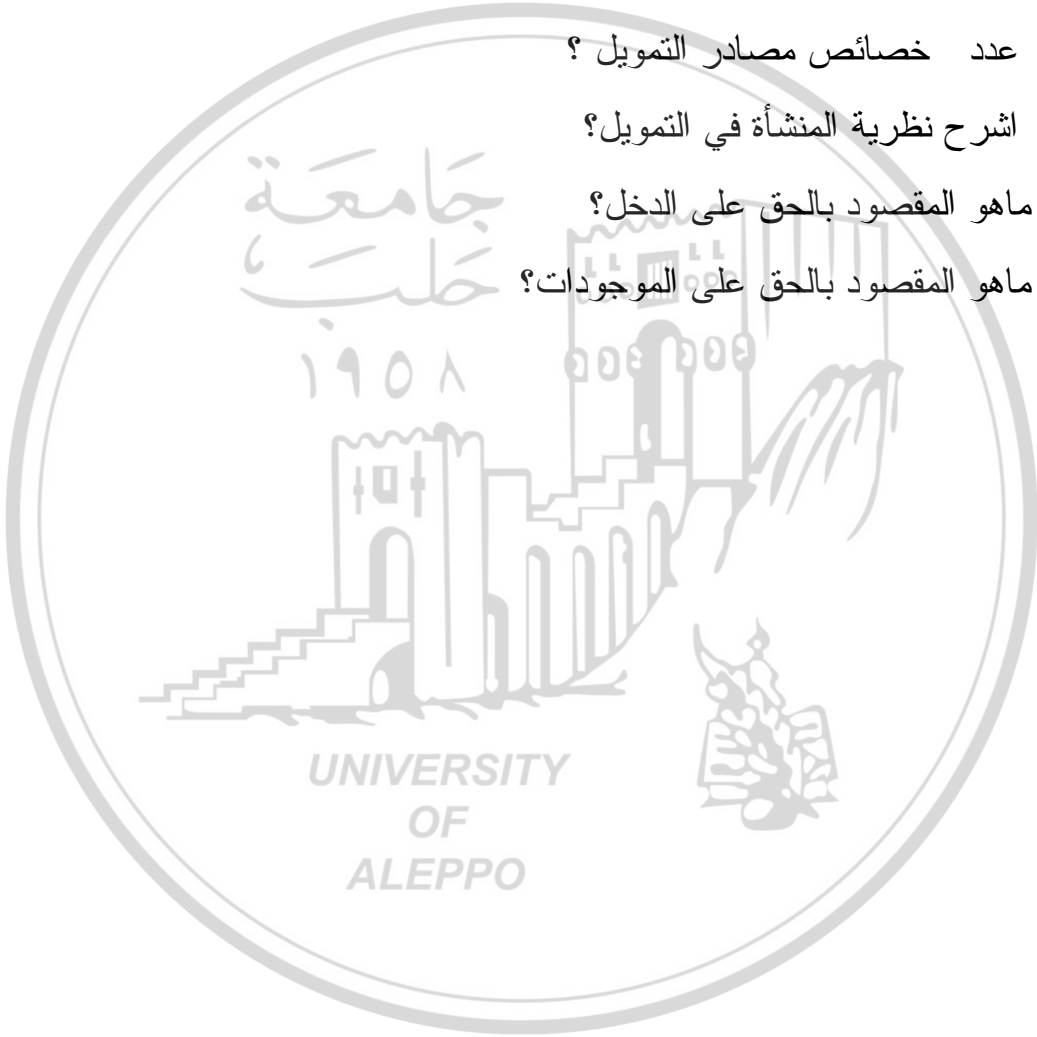 عدد خصائص مصادر التمويل ؟
اشرح نظرية المنشأة في التمويل؟
ماهو المقصود بالحق على الدخل؟
ماهو المقصود بالحق على الموجودات؟
جامعة
حلب
١٩٥٨
UNIVERSITY
OF
ALEPPO